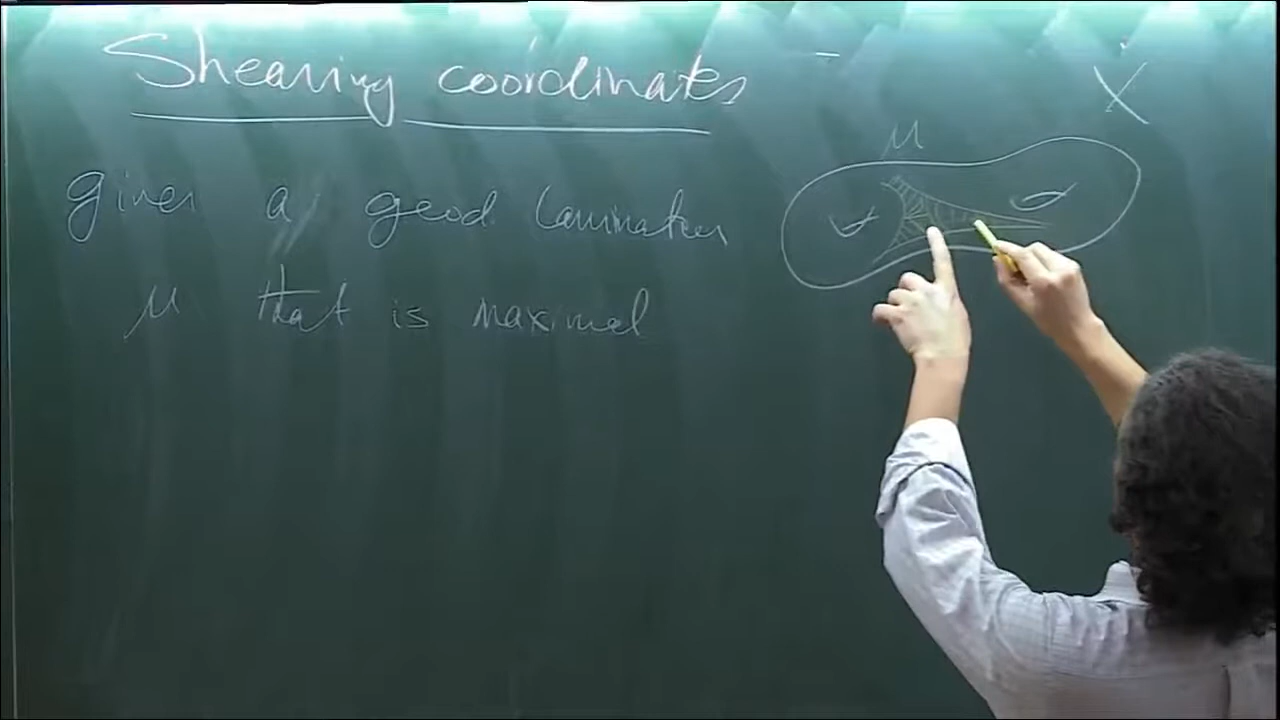 Shearing coordinates
X
μ
given a geod. lamination
μ that is maximal